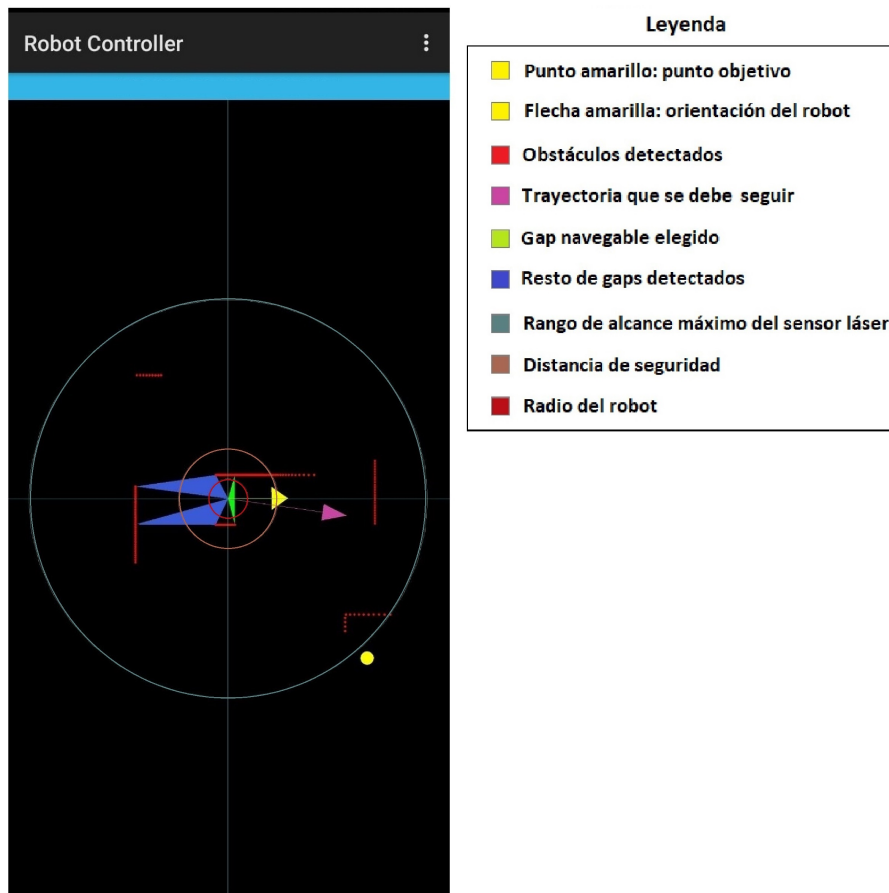 Robot Controller
Leyenda
Punto amarillo: punto objetivo
Flecha amarilla: orientación del robot
Obstáculos detectados
Trayectoria que se debe seguir
Gap navegable elegido
Resto de gaps detectados
Rango de alcance máximo del sensor láser
Distancia de seguridad
Radio del robot